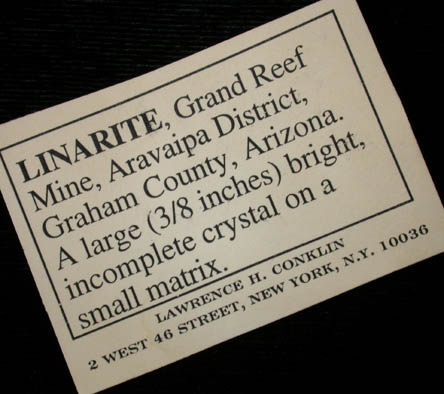 LINARITE, Grand Reef
Mine, Aravaipa District,
Graham County, Arizona.
A large (3/8 inches) bright,
incomplete crystal on a
small matrix.
LAWRENCE H. CONKLIN
2 WEST 46 STREET, NEW YORK, N.Y. 10036